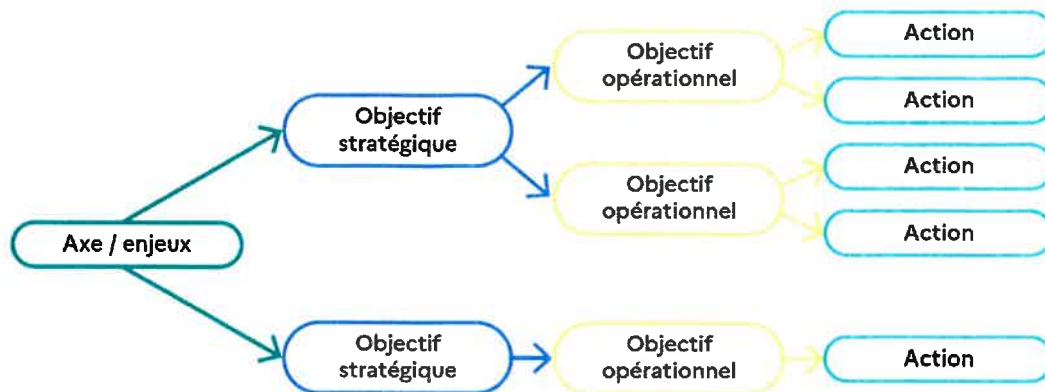 Axe / enjeux
Objectif
stratégique
Objectif
opérationnel
Action
Action
Objectif
opérationnel
Action
Action
Objectif
stratégique
Objectif
opérationnel
Action